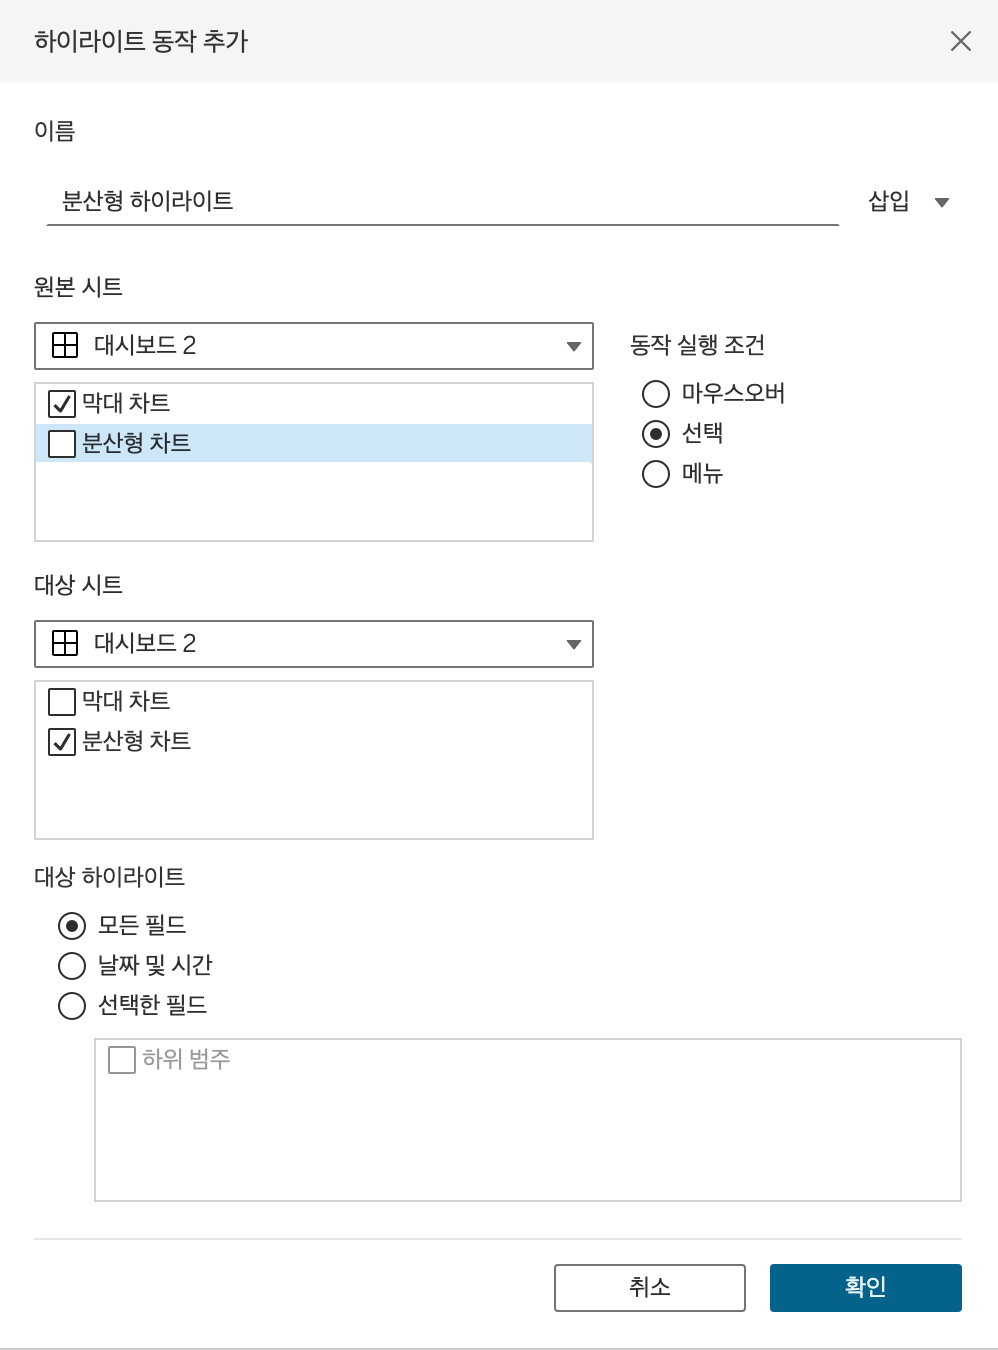 하이라이트 동작 추가
이름
분산형 하이라이트 삽입
원본 시트
대시보드 2
동작 실행 조건
막대 차트
분산형 차트
마우스오버
선택
메뉴
대상 시트
대시보드 2
막대 차트
분산형 차트
대상 하이라이트
모든 필드
날짜 및 시간
선택한 필드
하위 범주
취소 확인